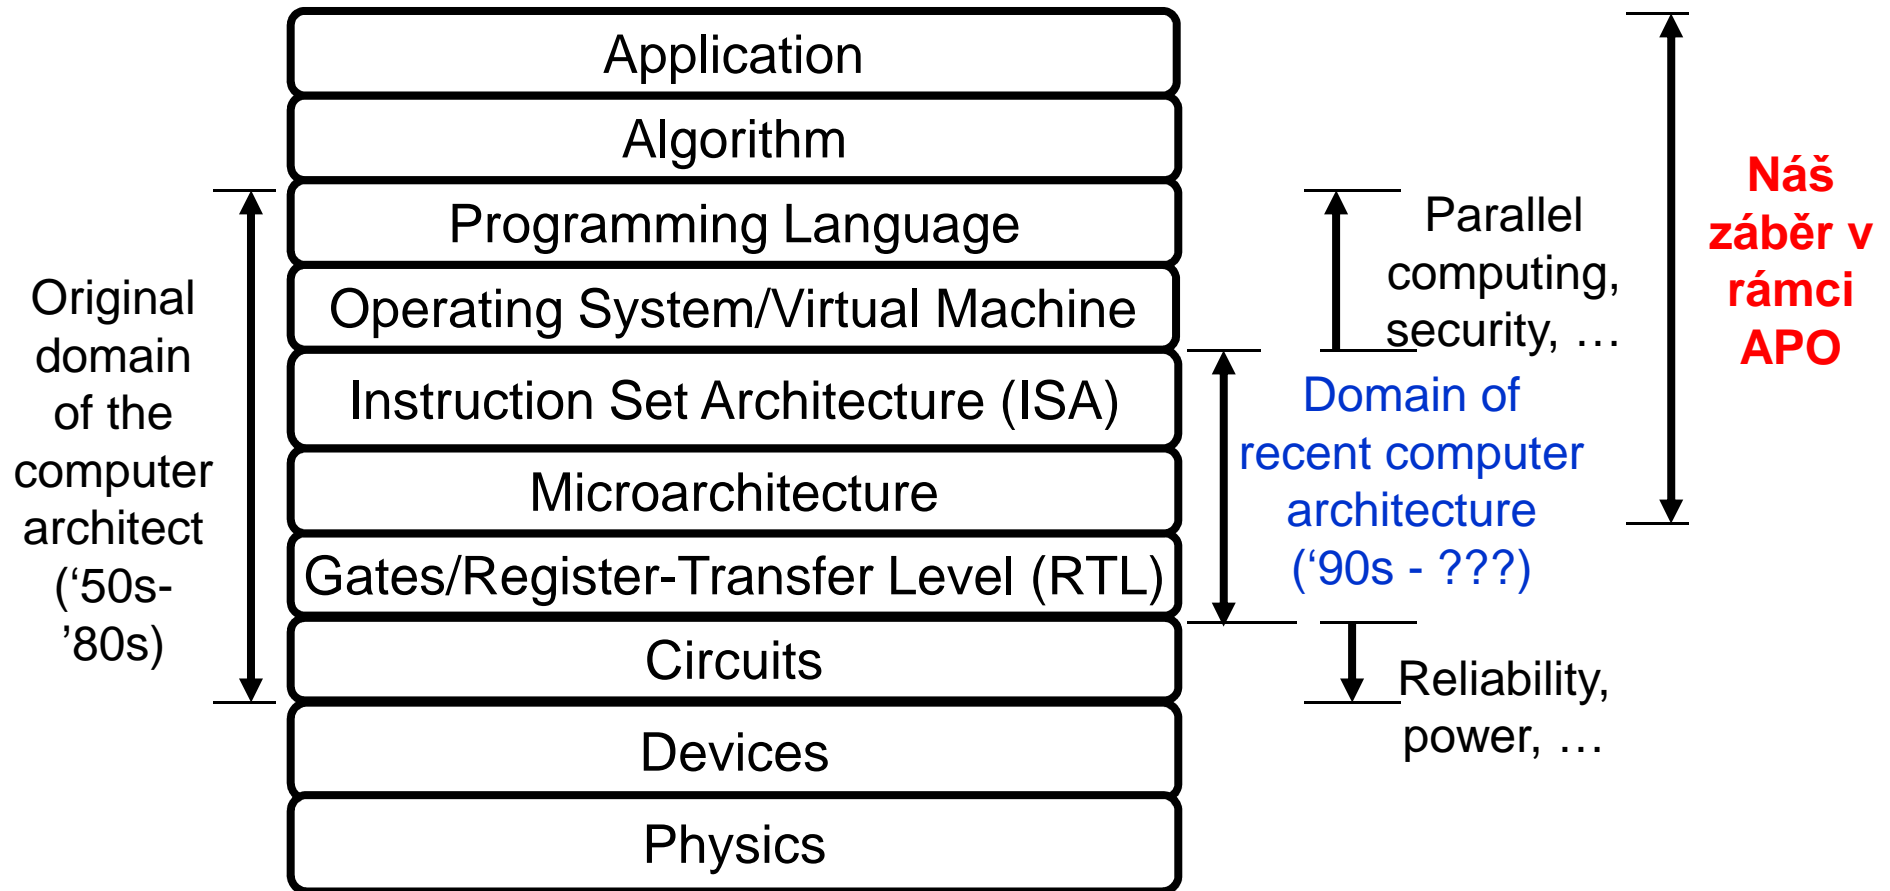 Application
Algorithm
Programming Language
Operating System/Virtual Machine
Instruction Set Architecture (ISA)
Microarchitecture
Gates/Register-Transfer Level (RTL)
Circuits
Devices
Physics
Original
domain
of the
computer
architect
(‘50s-
’80s)
Parallel
computing,
security, …
Domain of
recent computer
architecture
(‘90s - ???)
Reliability,
power, …
Náš
záběr v
rámci
APO